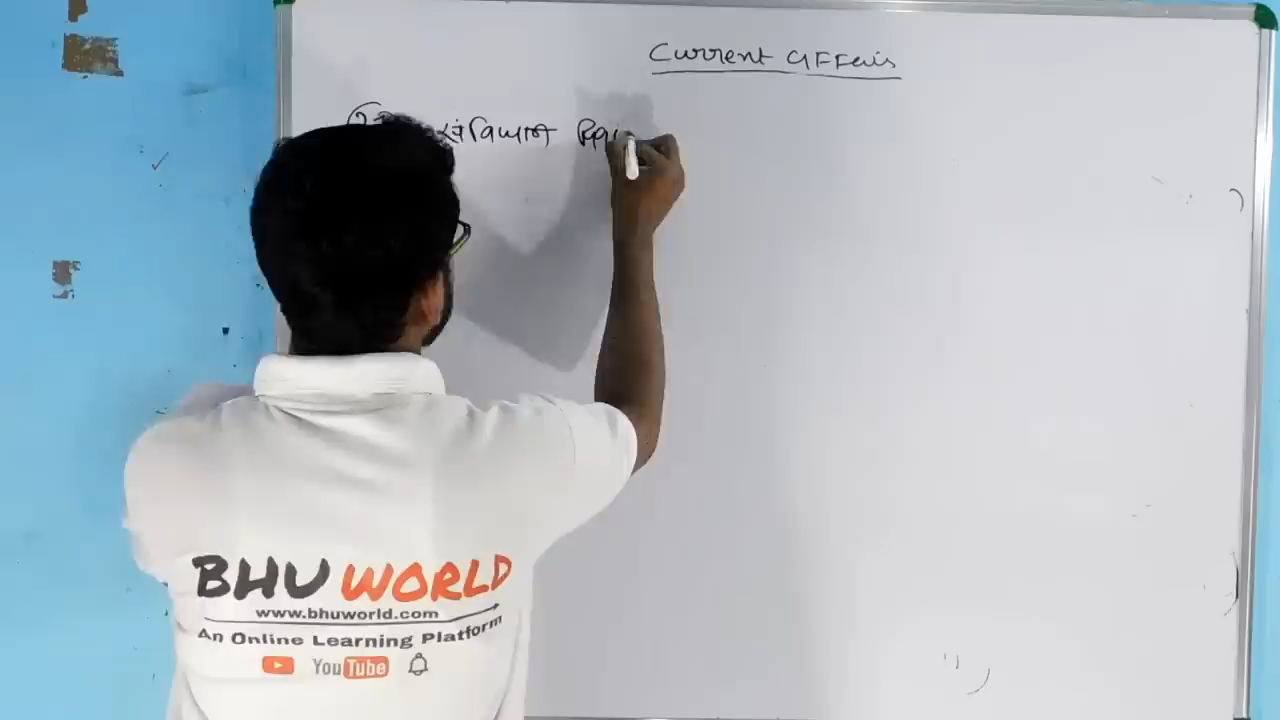 Current Affairs
संविधान दिव
BHU WORLD
www.bhuworld.com
An Online Learning Platform
YouTube